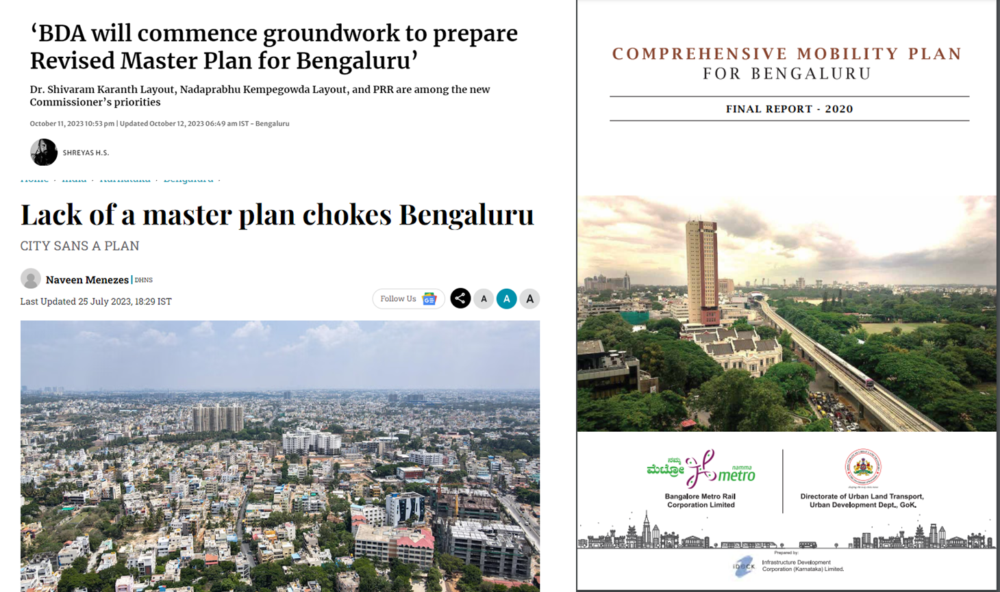 ‘BDA will commence groundwork to prepare
Revised Master Plan for Bengaluru’
Dr. Shivaram Karanth Layout, Nadaprabhu Kempegowda Layout, and PRR are among the new
Commissioner’s priorities
October 11, 2023 10:53 pm | Updated October 12, 2023 06:49 am IST - Bengaluru
SHREYAS H.S.
Home › India › Karnataka › Bengaluru ›
Lack of a master plan chokes Bengaluru
CITY SANS A PLAN
Naveen Menezes | DHNS
Last Updated 25 July 2023, 18:29 IST
Follow Us
A A A
COMPREHENSIVE MOBILITY PLAN
FOR BENGALURU
FINAL REPORT - 2020
ನಮ್ಮ
ಮೆಟ್ರೋ
namma
metro
Bangalore Metro Rail
Corporation Limited
Directorate of Urban Land Transport,
Urban Development Dept., GoK.
Prepared by:
iDeCK
Infrastructure Development
Corporation (Karnataka) Limited.